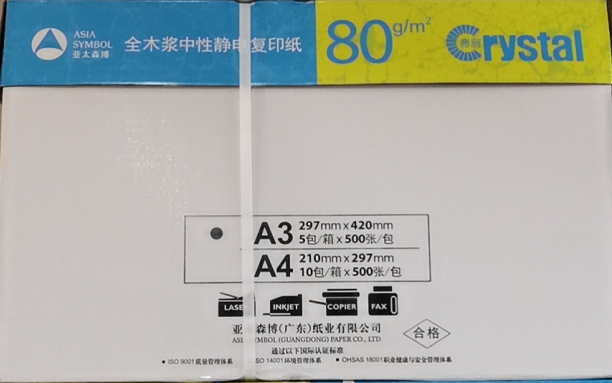 ASIA
SYMBOL
亚太森博
全木浆中性静电复印纸
80g/m²
Crystal
A3 297mm x 420mm
5包/箱 x 500张/包
A4 210mm x 297mm
10包/箱 x 500张/包
LASE INKJET COPIER FAX
亚太森博(广东)纸业有限公司
ASIA SYMBOL (GUANGDONG) PAPER CO., LTD.
合格
通过以下国际认证标准
• ISO 9001质量管理体系 ISO 14001环境管理体系 • OHSAS 18001职业健康与安全管理体系